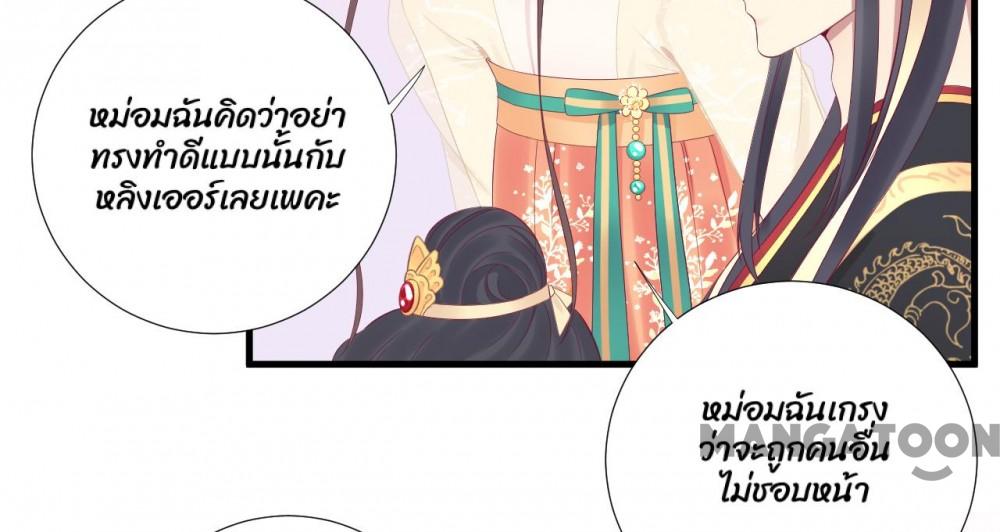 หม่อมฉันคิดว่าอย่า
ทรงทำดีแบบนั้นกับ
หลิงเออร์เลยเพคะ
หม่อมฉันเกรง
ว่าจะถูกคนอื่น
ไม่ชอบหน้า
MANGATOON